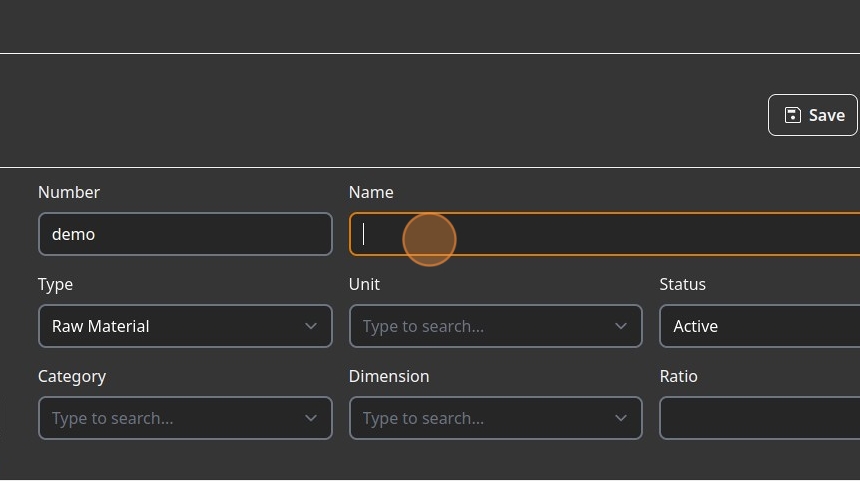 Save
Number Name
demo
Type Unit Status
Raw Material Type to search... Active
Category Dimension Ratio
Type to search... Type to search...